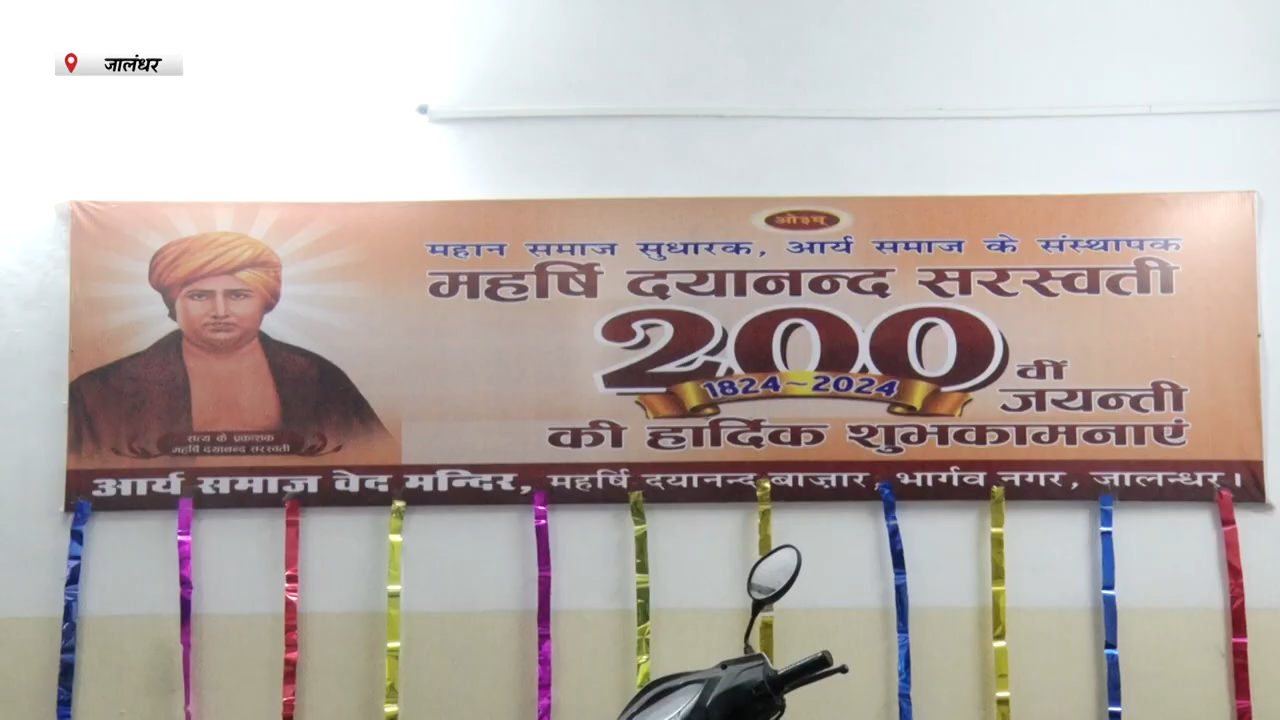 जालंधर
ओ३म्
महान समाज सुधारक, आर्य समाज के संस्थापक
महर्षि दयानन्द सरस्वती
200 वीं
1824~2024
जयन्ती
की हार्दिक शुभकामनाएं
सत्य के प्रकाशक
महर्षि दयानन्द सरस्वती
आर्य समाज वेद मन्दिर, महर्षि दयानन्द बाज़ार, भार्गव नगर, जालन्धर।